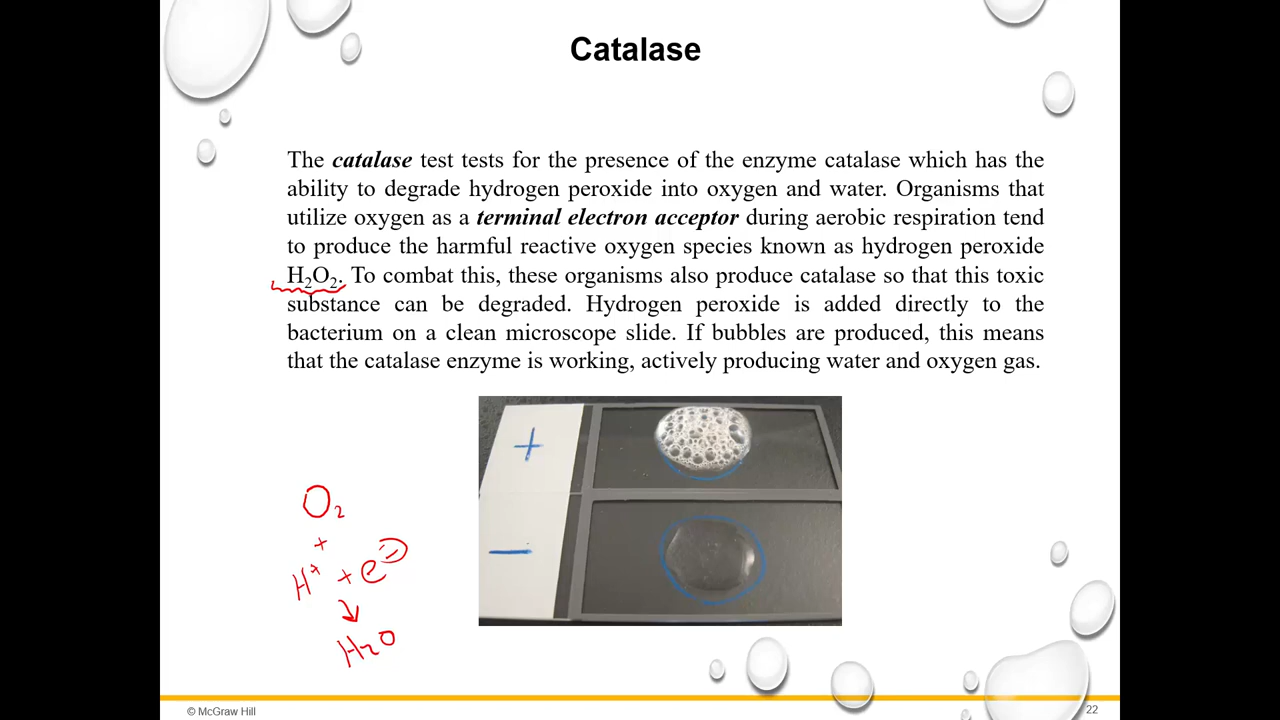 Catalase
The catalase test tests for the presence of the enzyme catalase which has the
ability to degrade hydrogen peroxide into oxygen and water. Organisms that
utilize oxygen as a terminal electron acceptor during aerobic respiration tend
to produce the harmful reactive oxygen species known as hydrogen peroxide
H₂O₂. To combat this, these organisms also produce catalase so that this toxic
substance can be degraded. Hydrogen peroxide is added directly to the
bacterium on a clean microscope slide. If bubbles are produced, this means
that the catalase enzyme is working, actively producing water and oxygen gas.
+
−
O₂
+
H⁺ + e⁻
↓
H₂O
© McGraw Hill
22